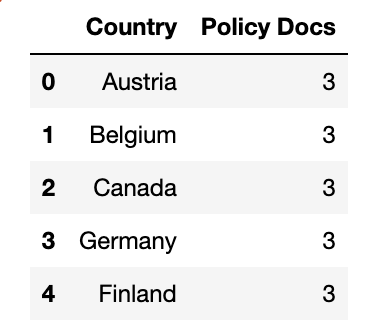 Country Policy Docs
0 Austria 3
1 Belgium 3
2 Canada 3
3 Germany 3
4 Finland 3